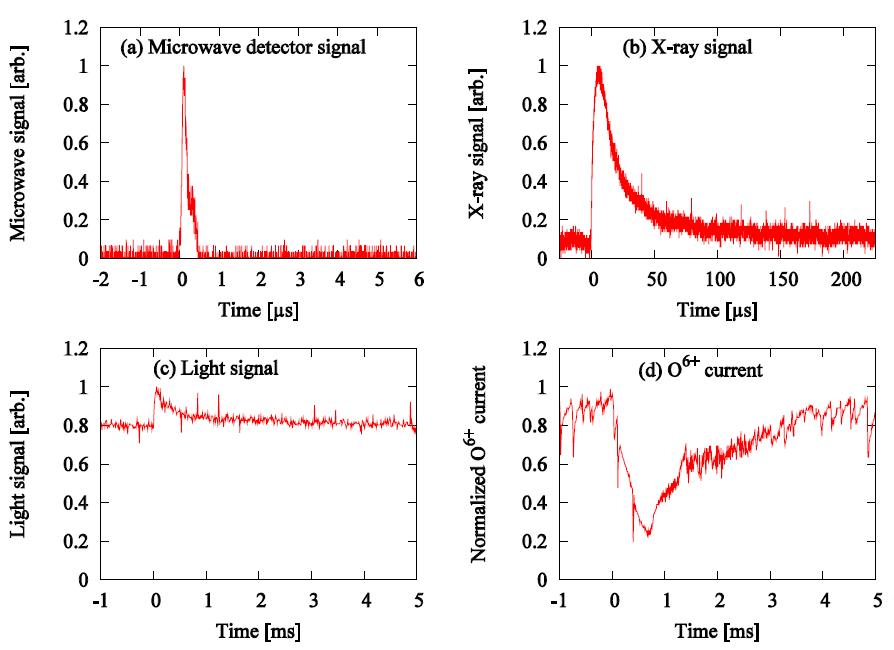 (a) Microwave detector signal
Microwave signal [arb.]
1.2
1
0.8
0.6
0.4
0.2
0
-2 -1 0 1 2 3 4 5 6
Time [µs]
(b) X-ray signal
X-ray signal [arb.]
1.2
1
0.8
0.6
0.4
0.2
0
0 50 100 150 200
Time [µs]
(c) Light signal
Light signal [arb.]
1.2
1
0.8
0.6
0.4
0.2
0
-1 0 1 2 3 4 5
Time [ms]
(d) O⁶⁺ current
Normalized O⁶⁺ current
1.2
1
0.8
0.6
0.4
0.2
0
-1 0 1 2 3 4 5
Time [ms]